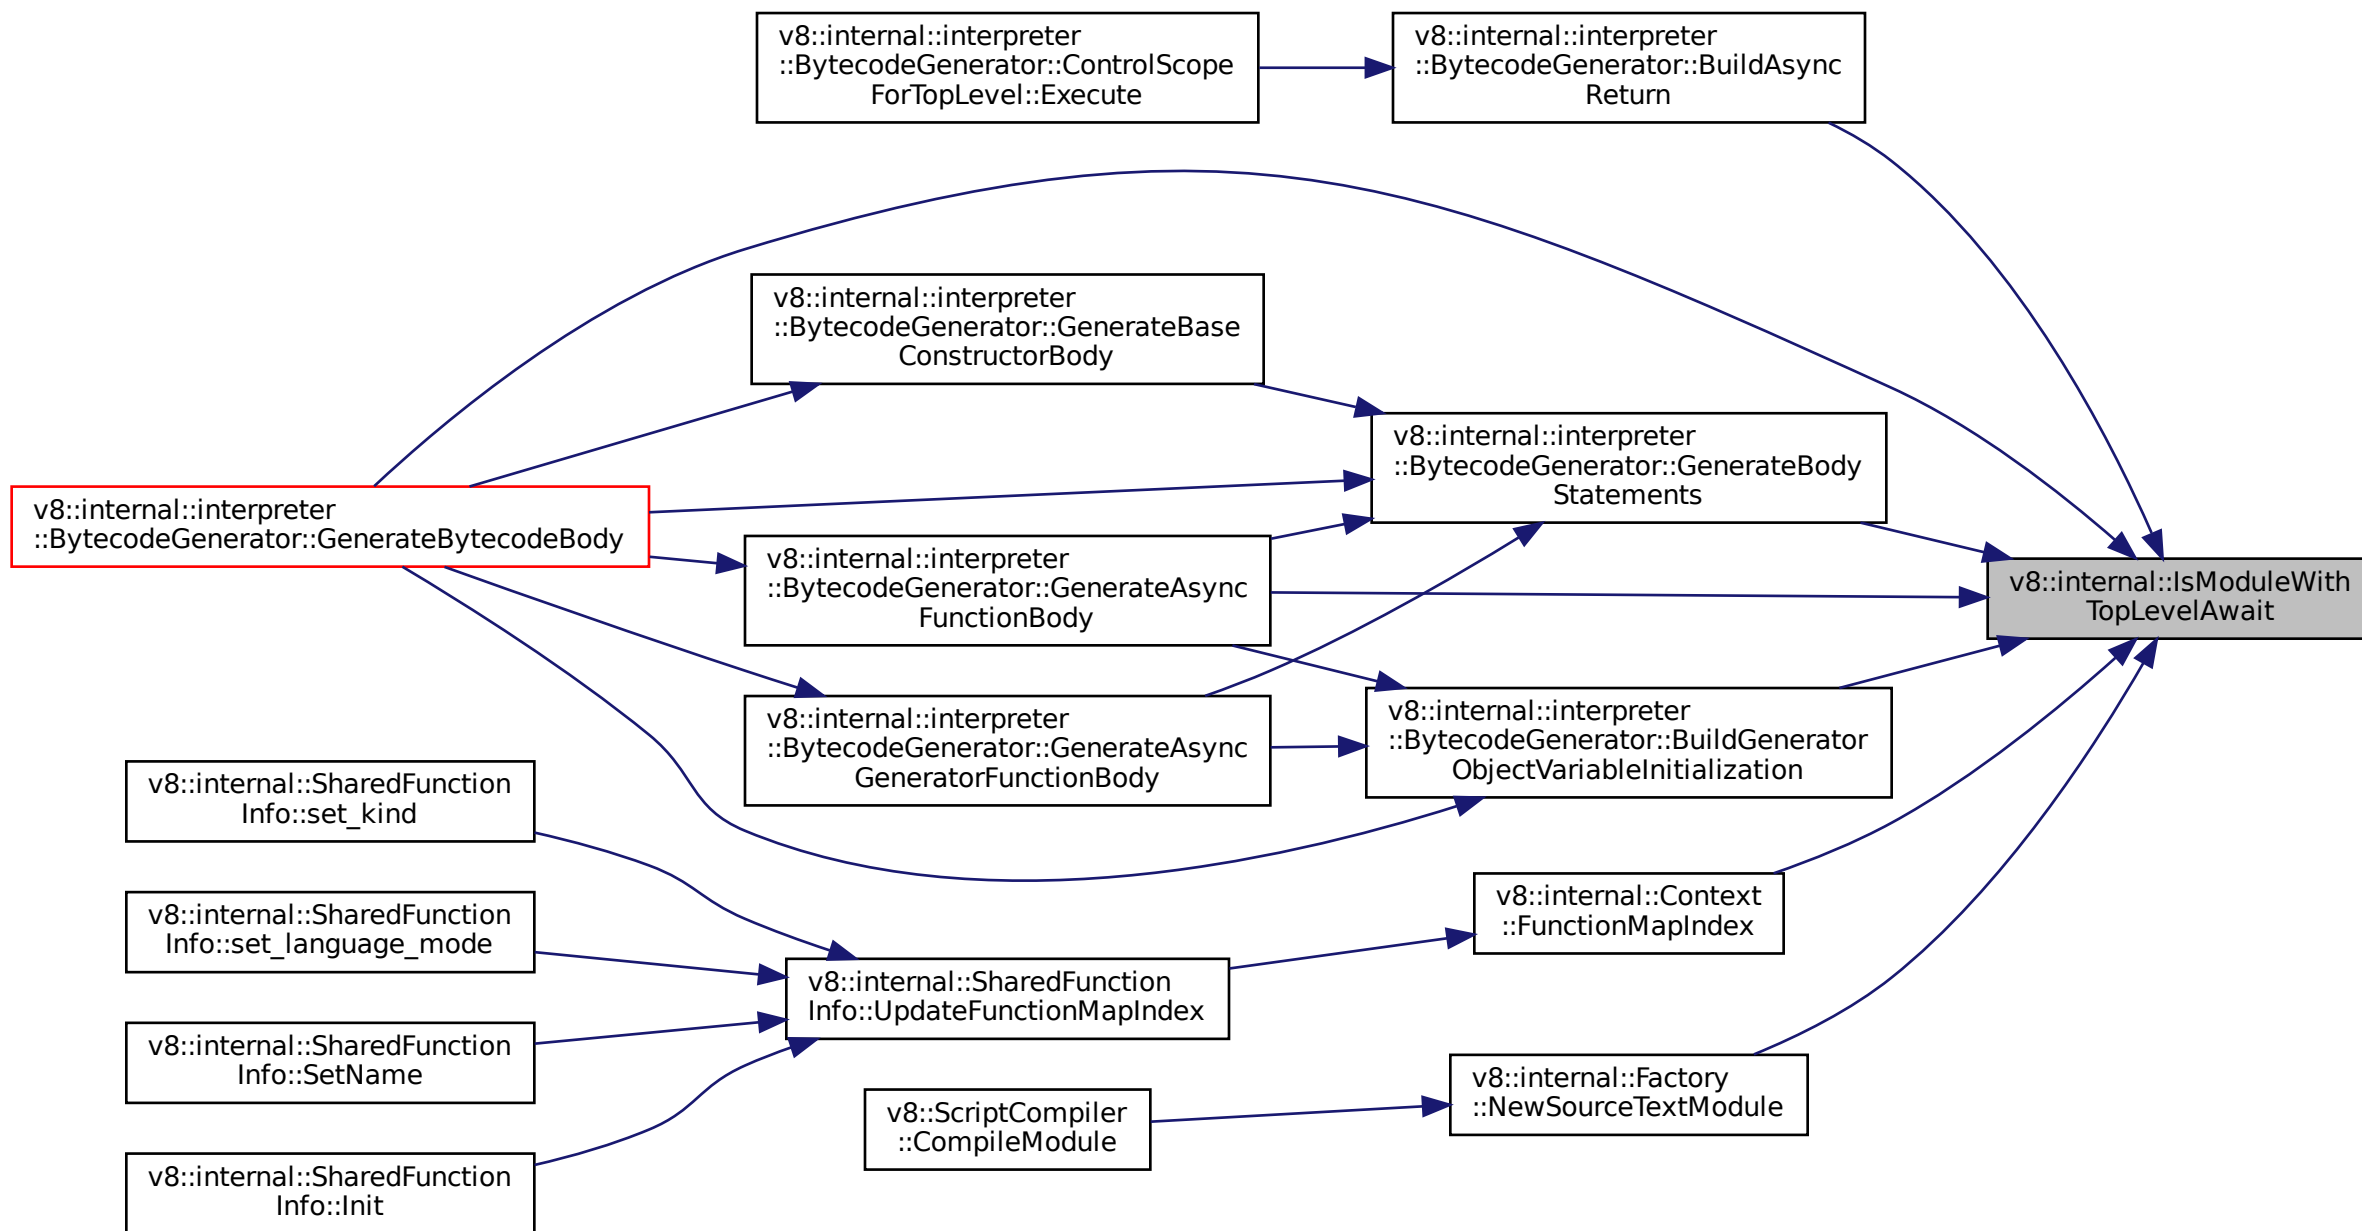 v8::internal::interpreter
::BytecodeGenerator::ControlScope
ForTopLevel::Execute
v8::internal::interpreter
::BytecodeGenerator::BuildAsync
Return
v8::internal::interpreter
::BytecodeGenerator::GenerateBase
ConstructorBody
v8::internal::interpreter
::BytecodeGenerator::GenerateBody
Statements
v8::internal::interpreter
::BytecodeGenerator::GenerateBytecodeBody
v8::internal::interpreter
::BytecodeGenerator::GenerateAsync
FunctionBody
v8::internal::IsModuleWith
TopLevelAwait
v8::internal::interpreter
::BytecodeGenerator::GenerateAsync
GeneratorFunctionBody
v8::internal::interpreter
::BytecodeGenerator::BuildGenerator
ObjectVariableInitialization
v8::internal::SharedFunction
Info::set_kind
v8::internal::SharedFunction
Info::set_language_mode
v8::internal::Context
::FunctionMapIndex
v8::internal::SharedFunction
Info::UpdateFunctionMapIndex
v8::internal::SharedFunction
Info::SetName
v8::ScriptCompiler
::CompileModule
v8::internal::Factory
::NewSourceTextModule
v8::internal::SharedFunction
Info::Init